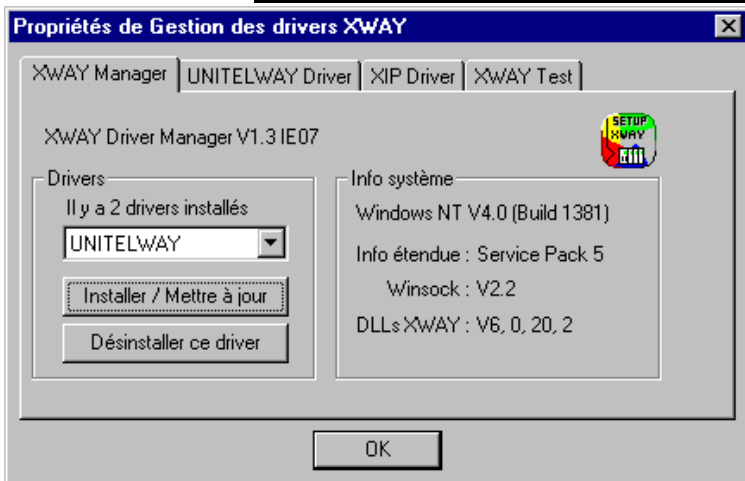 Propriétés de Gestion des drivers XWAY
XWAY Manager UNITELWAY Driver XIP Driver XWAY Test
XWAY Driver Manager V1.3 IE07
SETUP
XWAY
Drivers
Il y a 2 drivers installés
UNITELWAY
Installer / Mettre à jour
Désinstaller ce driver
Info système
Windows NT V4.0 (Build 1381)
Info étendue : Service Pack 5
Winsock : V2.2
DLLs XWAY : V6, 0, 20, 2
OK